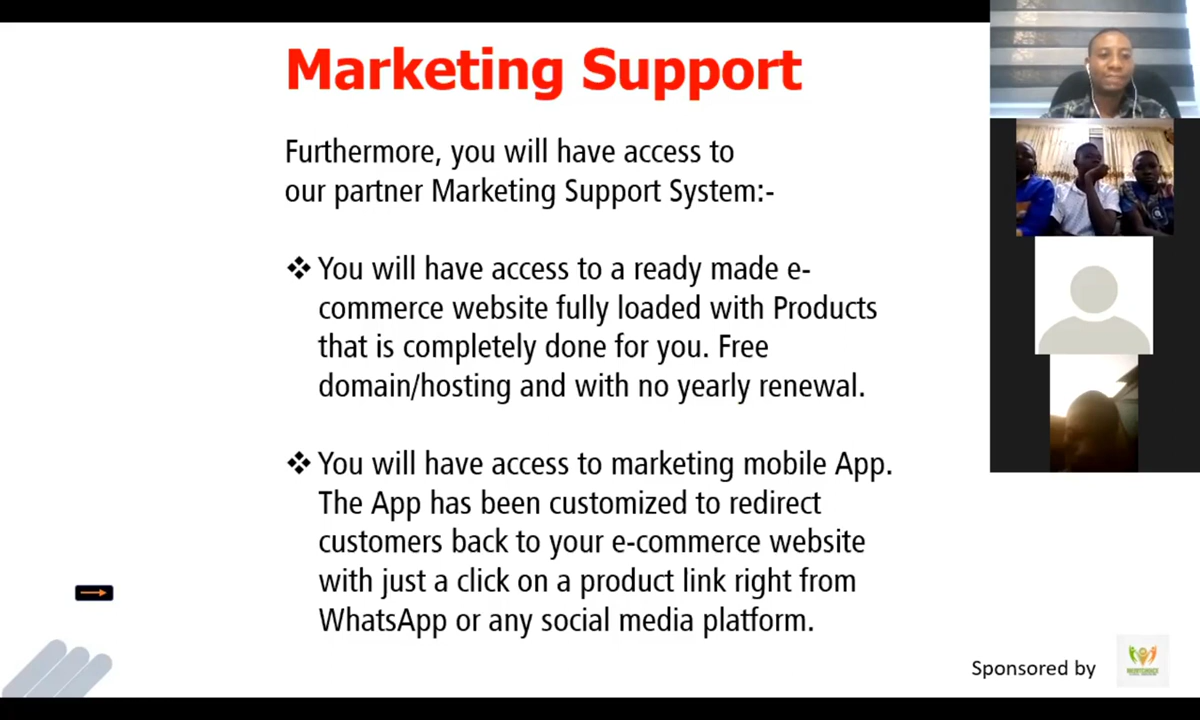 Marketing Support
Furthermore, you will have access to
our partner Marketing Support System:-
❖ You will have access to a ready made e-
commerce website fully loaded with Products
that is completely done for you. Free
domain/hosting and with no yearly renewal.
❖ You will have access to marketing mobile App.
The App has been customized to redirect
customers back to your e-commerce website
with just a click on a product link right from
WhatsApp or any social media platform.
Sponsored by